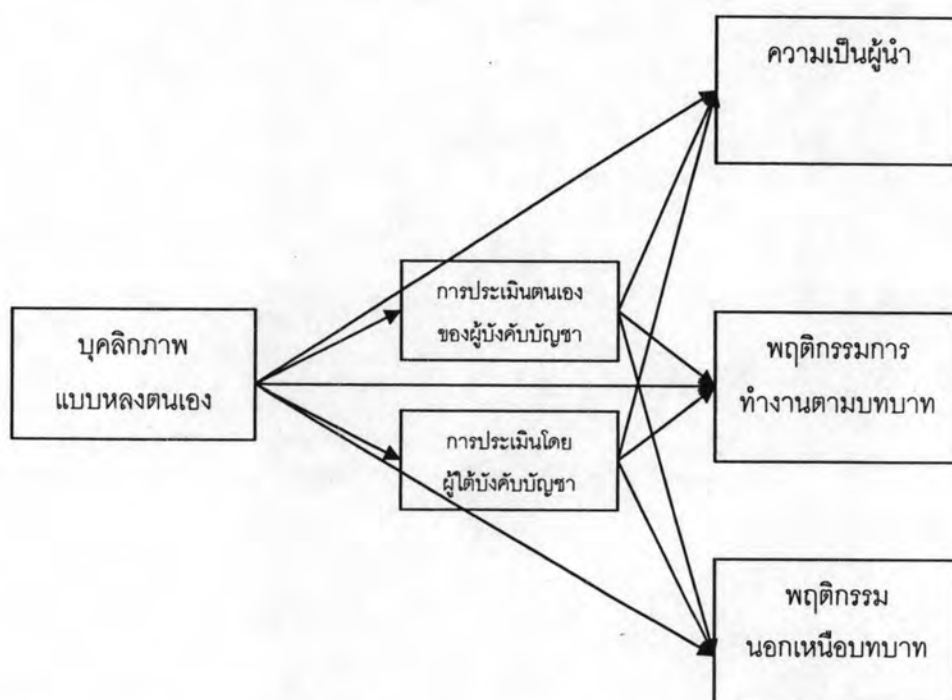 ความเป็นผู้นำ
การประเมินตนเอง
ของผู้บังคับบัญชา
บุคลิกภาพ
แบบหลงตนเอง
พฤติกรรมการ
ทำงานตามบทบาท
การประเมินโดย
ผู้ใต้บังคับบัญชา
พฤติกรรม
นอกเหนือบทบาท